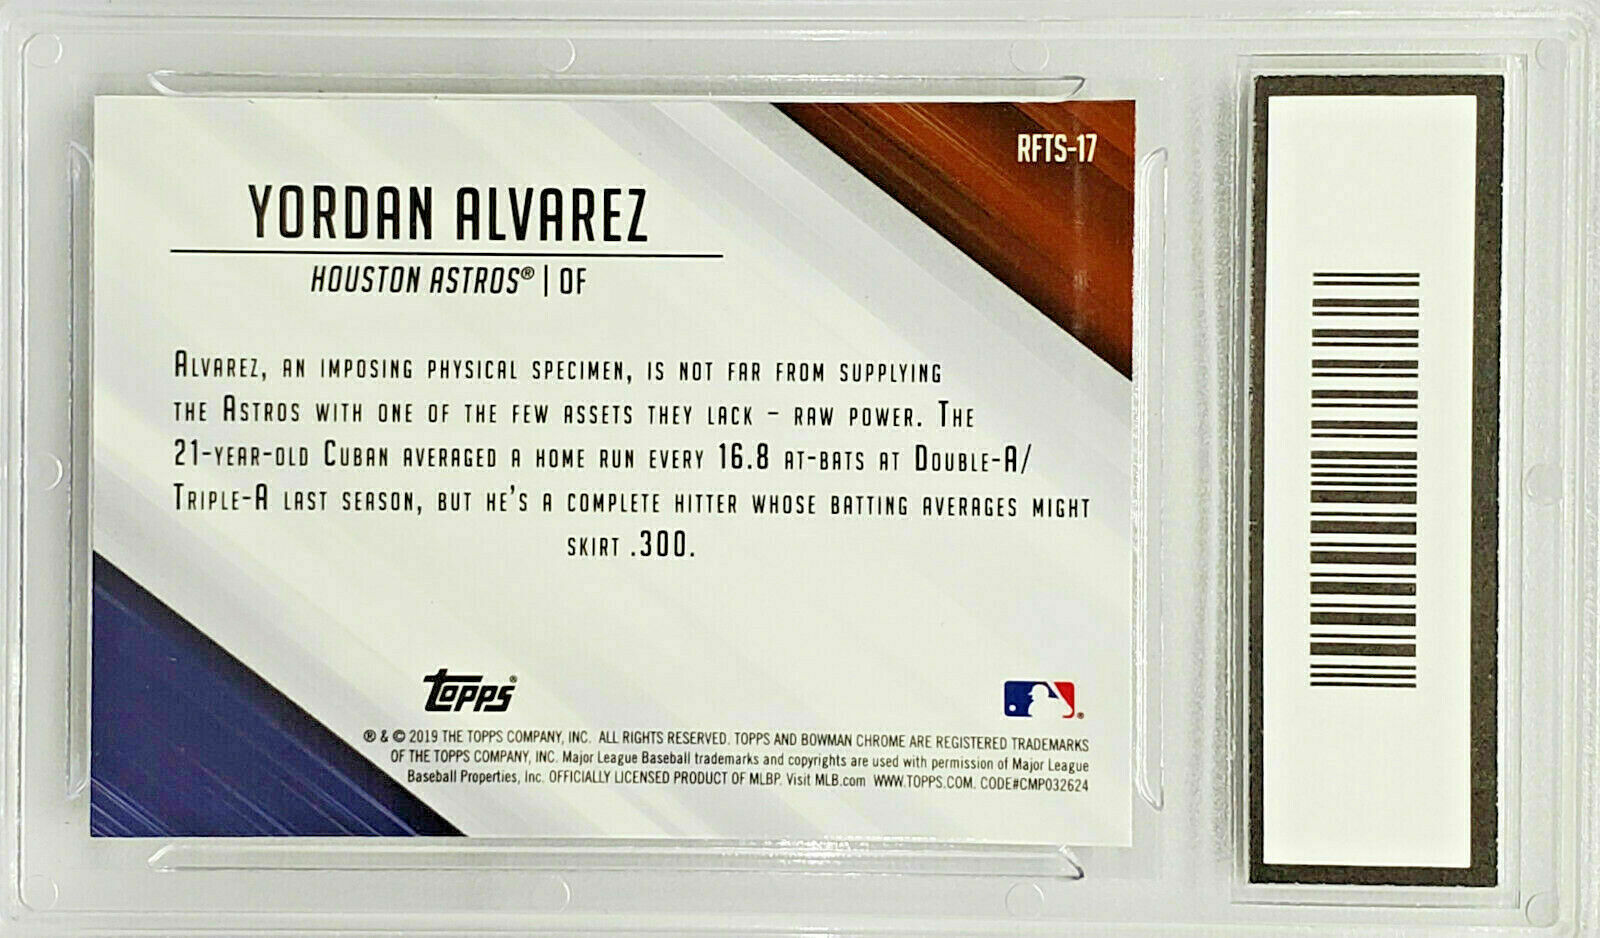 RFTS-17
YORDAN ALVAREZ
HOUSTON ASTROS® | OF
ALVAREZ, AN IMPOSING PHYSICAL SPECIMEN, IS NOT FAR FROM SUPPLYING
THE ASTROS WITH ONE OF THE FEW ASSETS THEY LACK – RAW POWER. THE
21-YEAR-OLD CUBAN AVERAGED A HOME RUN EVERY 16.8 AT-BATS AT DOUBLE-A/
TRIPLE-A LAST SEASON, BUT HE'S A COMPLETE HITTER WHOSE BATTING AVERAGES MIGHT
SKIRT .300.
topps®
® & © 2019 THE TOPPS COMPANY, INC. ALL RIGHTS RESERVED. TOPPS AND BOWMAN CHROME ARE REGISTERED TRADEMARKS
OF THE TOPPS COMPANY, INC. Major League Baseball trademarks and copyrights are used with permission of Major League
Baseball Properties, Inc. OFFICIALLY LICENSED PRODUCT OF MLBP. Visit MLB.com WWW.TOPPS.COM. CODE#CMP032624